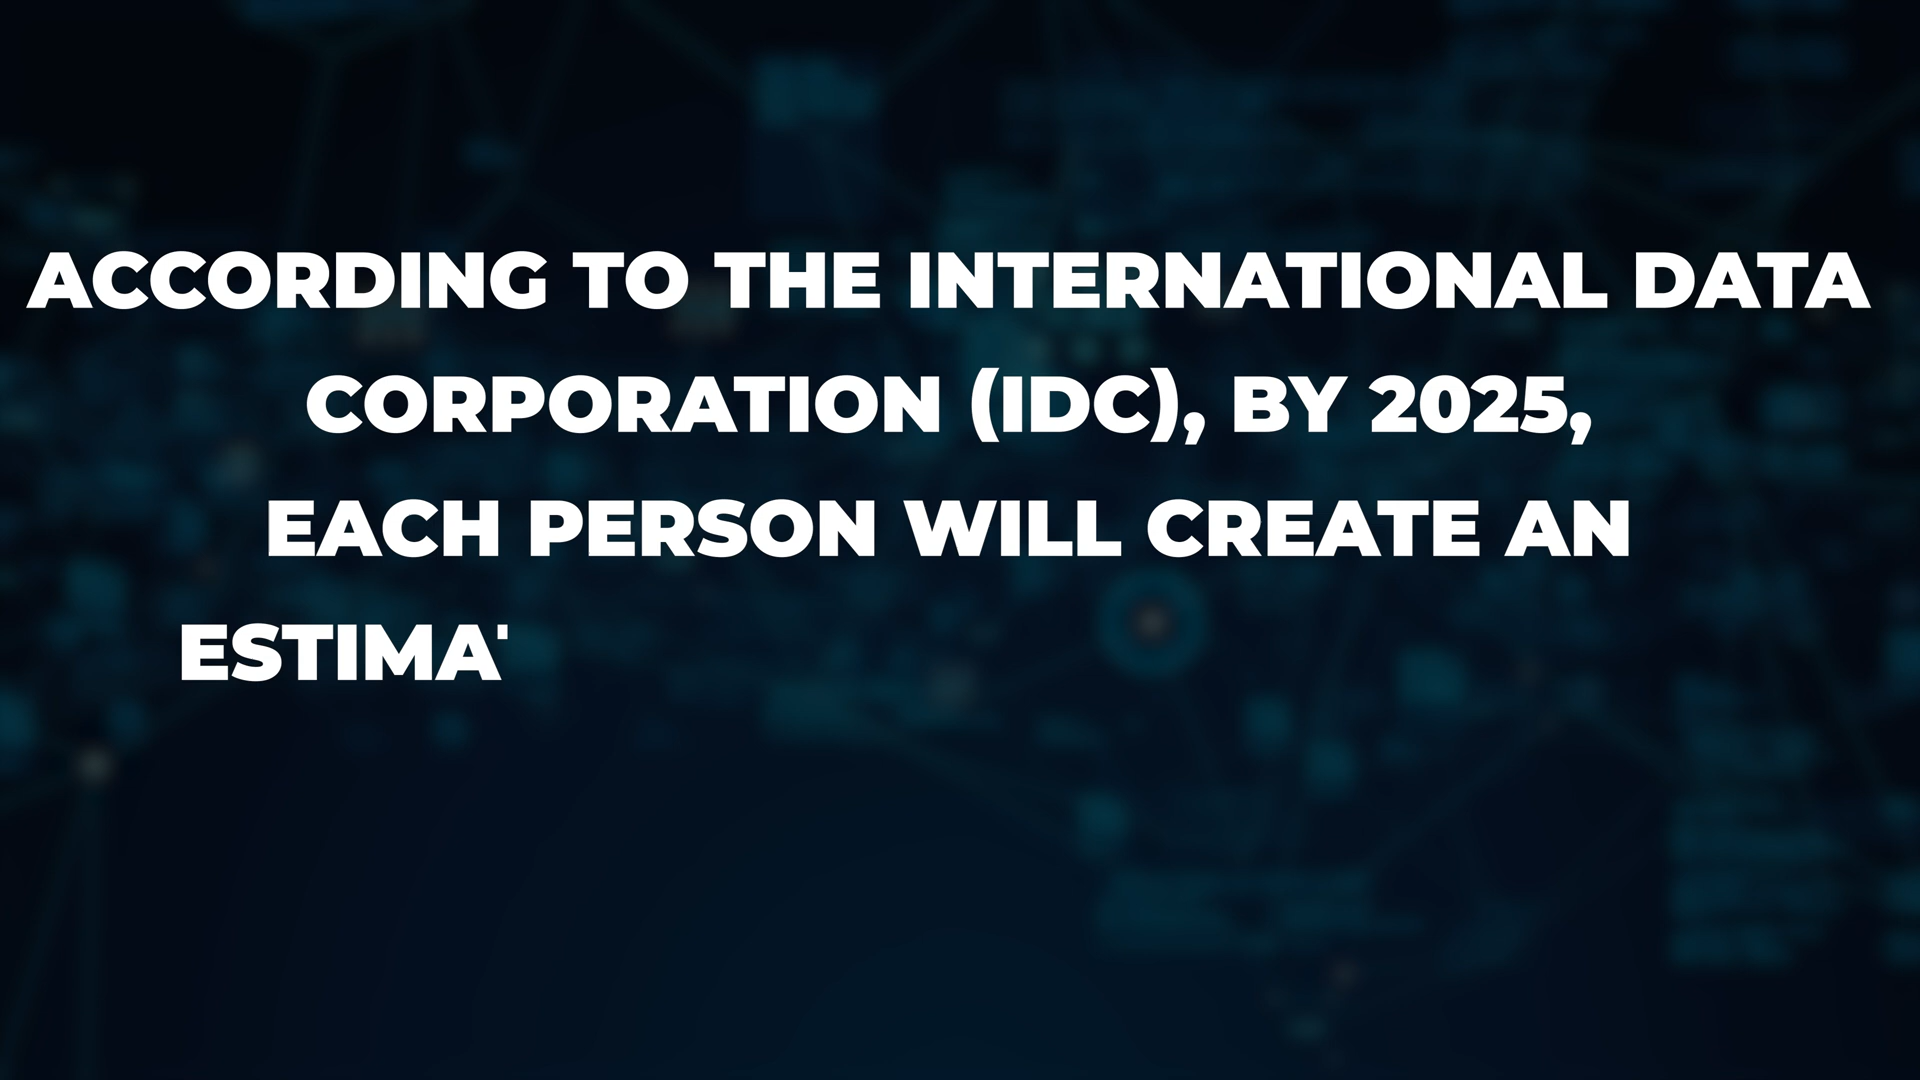 ACCORDING TO THE INTERNATIONAL DATA
CORPORATION (IDC), BY 2025,
EACH PERSON WILL CREATE AN
ESTIMA'